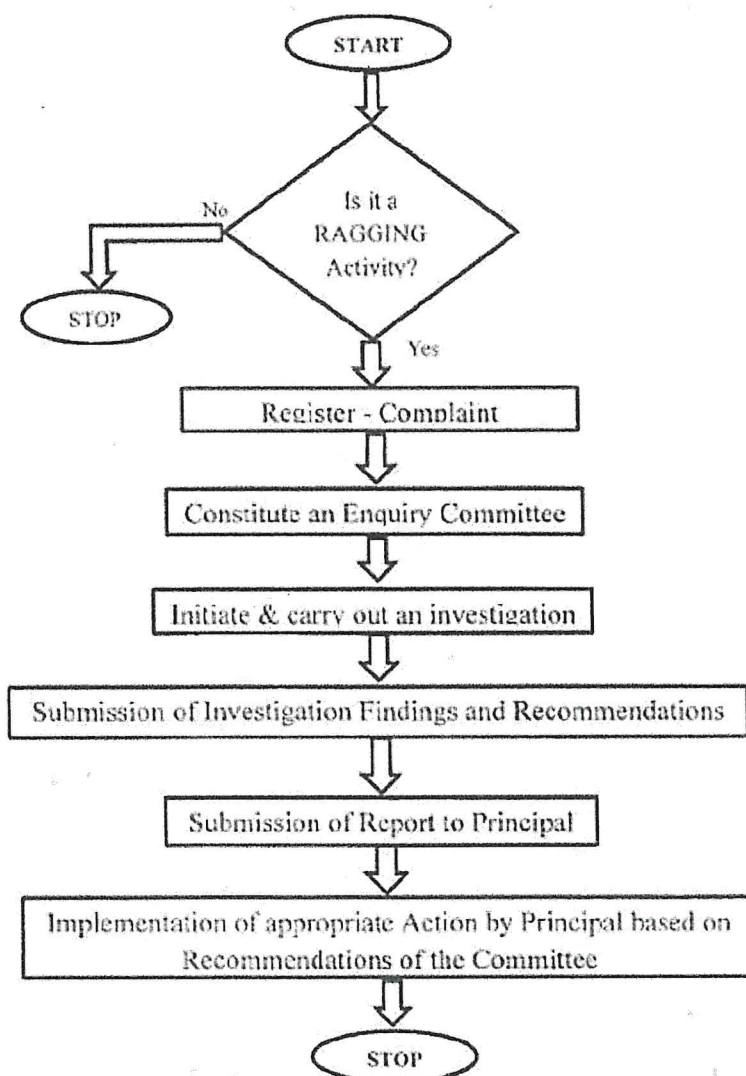 START
Is it a
RAGGING
Activity?
No
STOP
Yes
Register - Complaint
Constitute an Enquiry Committee
Initiate & carry out an investigation
Submission of Investigation Findings and Recommendations
Submission of Report to Principal
Implementation of appropriate Action by Principal based on
Recommendations of the Committee
STOP